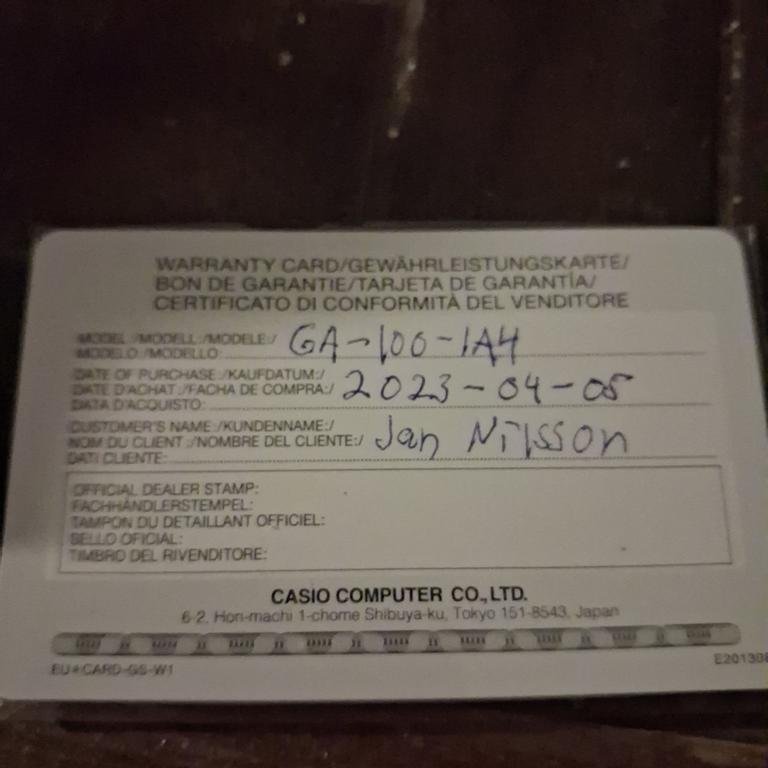 WARRANTY CARD/GEWÄHRLEISTUNGSKARTE/
BON DE GARANTIE/TARJETA DE GARANTÍA/
CERTIFICATO DI CONFORMITÀ DEL VENDITORE
MODEL:/MODELL:/MODELE:/ GA-100-1A4
MODELO:/MODELLO:
DATE OF PURCHASE:/KAUFDATUM:/
DATE D'ACHAT:/FACHA DE COMPRA:/ 2023-04-05
DATA D'ACQUISTO:
CUSTOMER'S NAME:/KUNDENNAME:/
NOM DU CLIENT:/NOMBRE DEL CLIENTE:/ Jan Nilsson
DATI CLIENTE:
OFFICIAL DEALER STAMP:
FACHHÄNDLERSTEMPEL:
TAMPON DU DETAILLANT OFFICIEL:
SELLO OFICIAL:
TIMBRO DEL RIVENDITORE:
CASIO COMPUTER CO.,LTD.
6-2, Hon-machi 1-chome Shibuya-ku, Tokyo 151-8543, Japan
EU*CARD-GS-W1